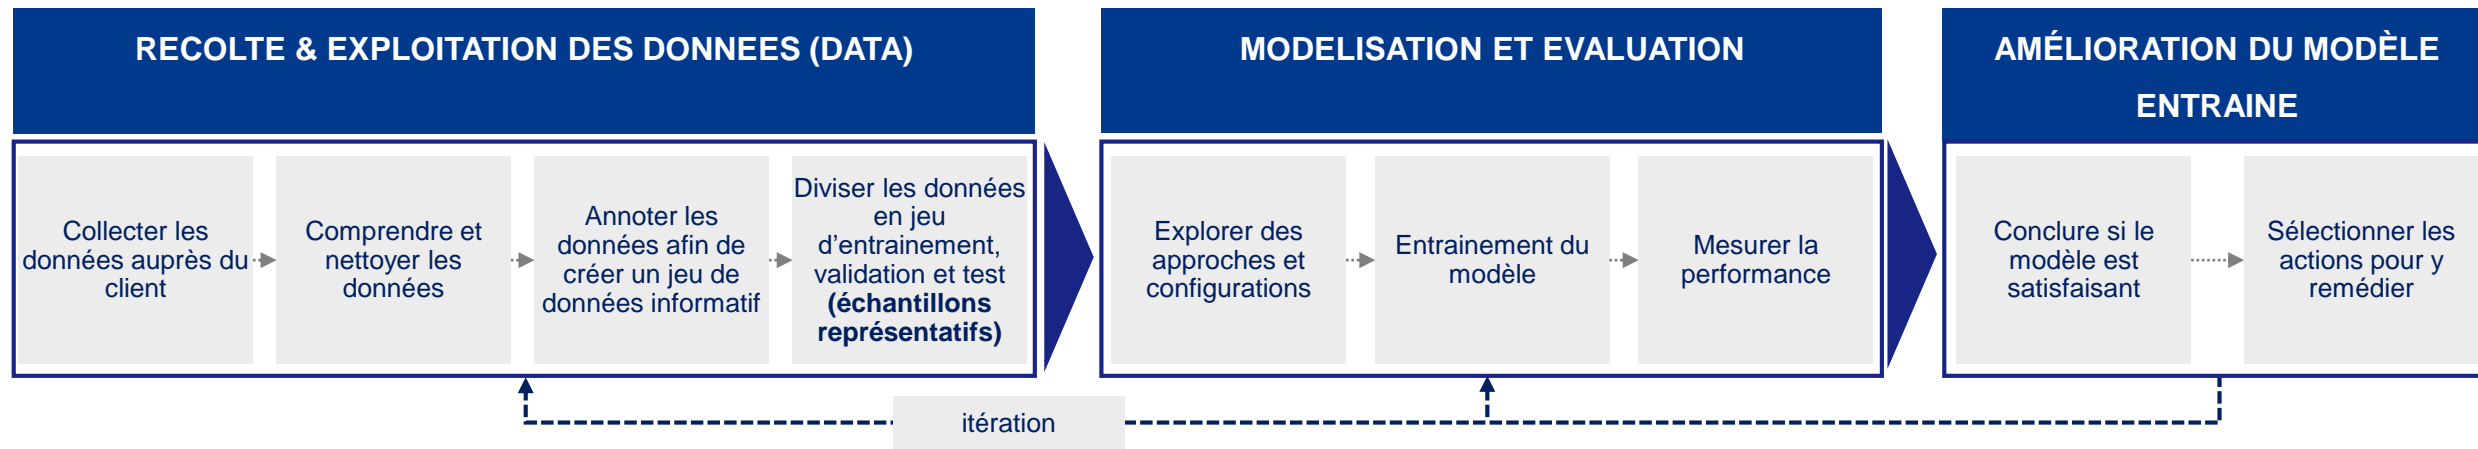 RECOLTE & EXPLOITATION DES DONNEES (DATA)
MODELISATION ET EVALUATION
AMÉLIORATION DU MODÈLE
ENTRAINE
Collecter les
données auprès du
client
Comprendre et
nettoyer les
données
Annoter les
données afin de
créer un jeu de
données informatif
Diviser les données
en jeu
d’entrainement,
validation et test
(échantillons
représentatifs)
Explorer des
approches et
configurations
Entrainement du
modèle
Mesurer la
performance
Conclure si le
modèle est
satisfaisant
Sélectionner les
actions pour y
remédier
itération